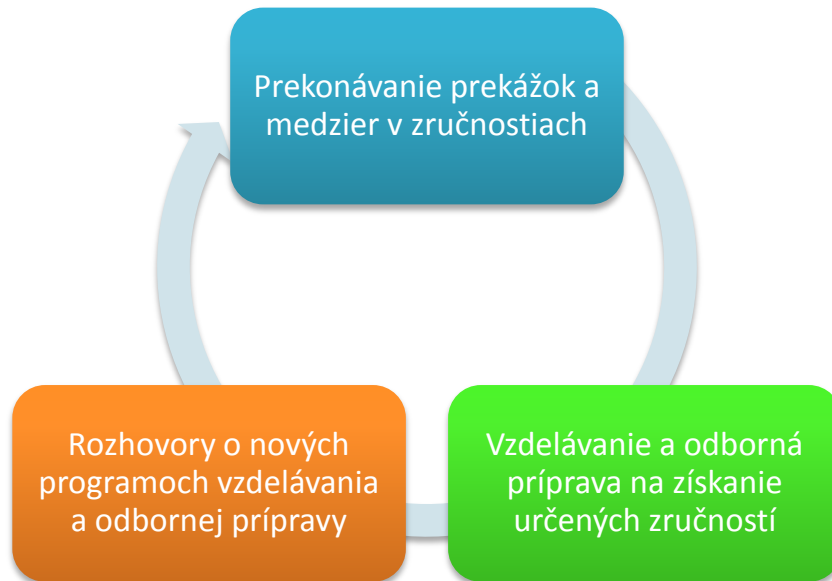 Prekonávanie prekážok a
medzier v zručnostiach
Rozhovory o nových
programoch vzdelávania
a odbornej prípravy
Vzdelávanie a odborná
príprava na získanie
určených zručností